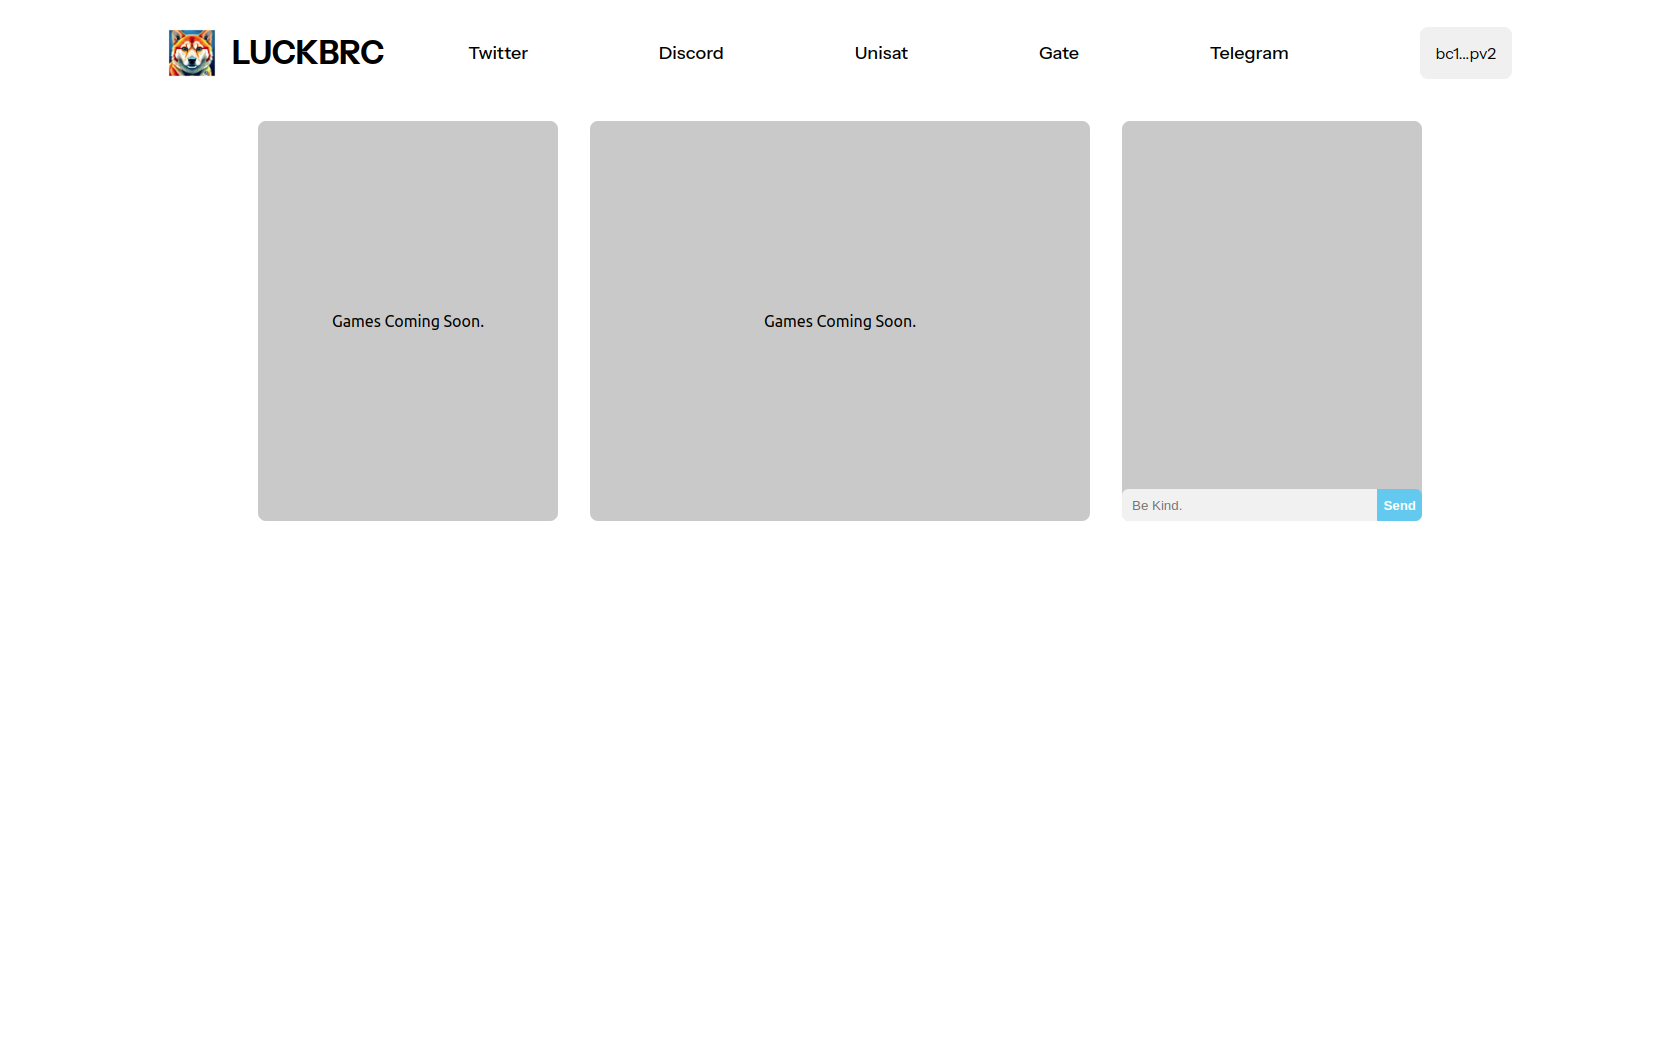 LUCKBRC
Twitter
Discord
Unisat
Gate
Telegram
bc1...pv2
Games Coming Soon.
Games Coming Soon.
Be Kind.
Send